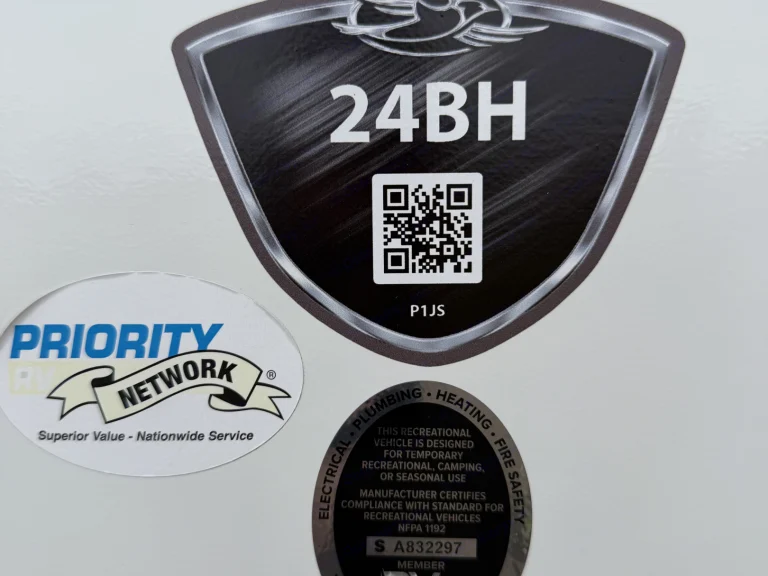 24BH
P1JS
PRIORITY
RV
NETWORK ®
Superior Value - Nationwide Service
ELECTRICAL • PLUMBING • HEATING • FIRE SAFETY
THIS RECREATIONAL
VEHICLE IS DESIGNED
FOR TEMPORARY
RECREATIONAL, CAMPING,
OR SEASONAL USE
MANUFACTURER CERTIFIES
COMPLIANCE WITH STANDARD FOR
RECREATIONAL VEHICLES
NFPA 1192
S A832297
MEMBER